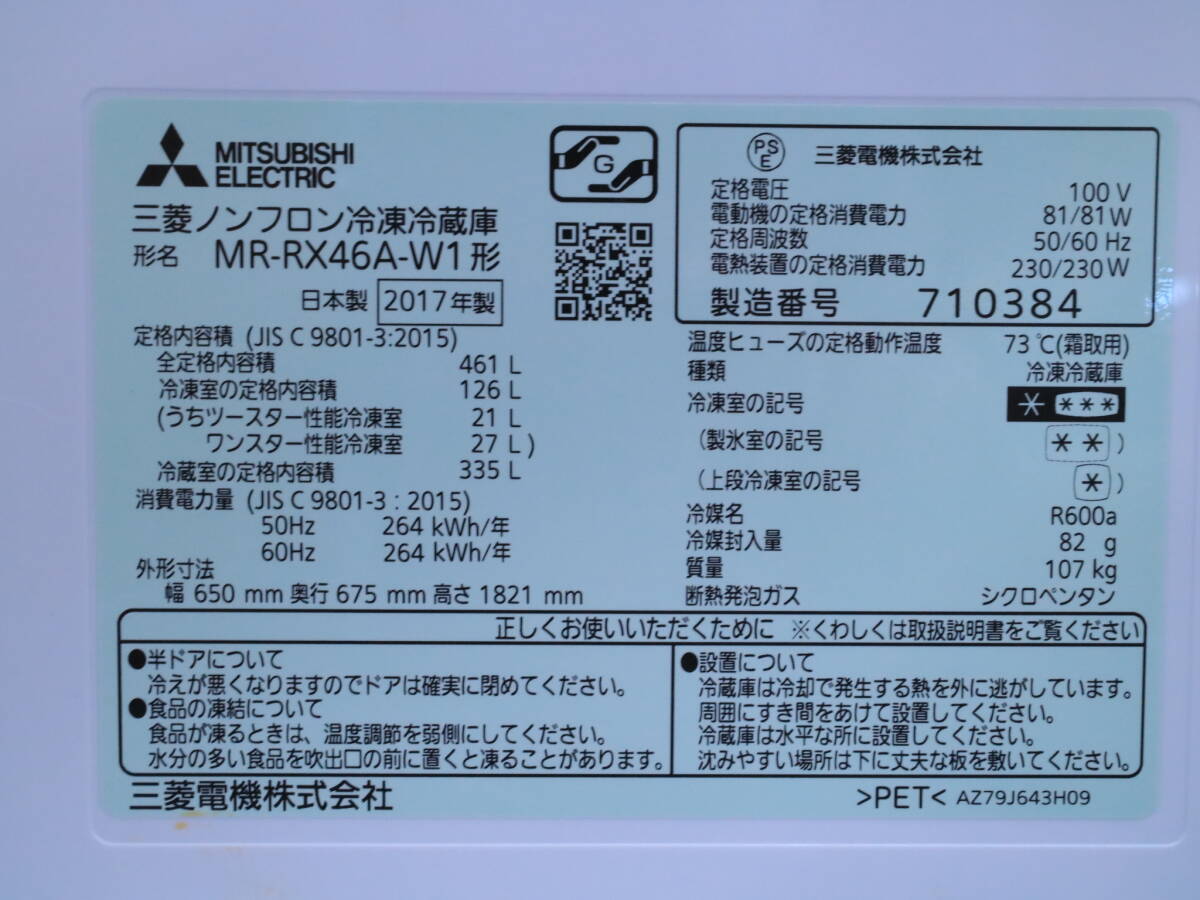 MITSUBISHI
ELECTRIC
三菱ノンフロン冷凍冷蔵庫
形名 MR-RX46A-W1形
日本製 2017年製
定格内容積 (JIS C 9801-3:2015)
全定格内容積 461 L
冷凍室の定格内容積 126 L
(うちツースター性能冷凍室 21 L
ワンスター性能冷凍室 27 L)
冷蔵室の定格内容積 335 L
消費電力量 (JIS C 9801-3 : 2015)
50Hz 264 kWh/年
60Hz 264 kWh/年
外形寸法
幅 650 mm 奥行 675 mm 高さ 1821 mm
G
PS
E
三菱電機株式会社
定格電圧 100 V
電動機の定格消費電力 81/81W
定格周波数 50/60 Hz
電熱装置の定格消費電力 230/230W
製造番号 710384
温度ヒューズの定格動作温度 73℃(霜取用)
種類 冷凍冷蔵庫
冷凍室の記号 * ***
(製氷室の記号 ** )
(上段冷凍室の記号 * )
冷媒名 R600a
冷媒封入量 82 g
質量 107 kg
断熱発泡ガス シクロペンタン
正しくお使いいただくために ※くわしくは取扱説明書をご覧ください
●半ドアについて
冷えが悪くなりますのでドアは確実に閉めてください。
●食品の凍結について
食品が凍るときは、温度調節を弱側にしてください。
水分の多い食品を吹出口の前に置くと凍ることがあります。
●設置について
冷蔵庫は冷却で発生する熱を外に逃がしています。
周囲にすき間をあけて設置してください。
冷蔵庫は水平な所に設置してください。
沈みやすい場所は下に丈夫な板を敷いてください。
三菱電機株式会社
>PET< AZ79J643H09